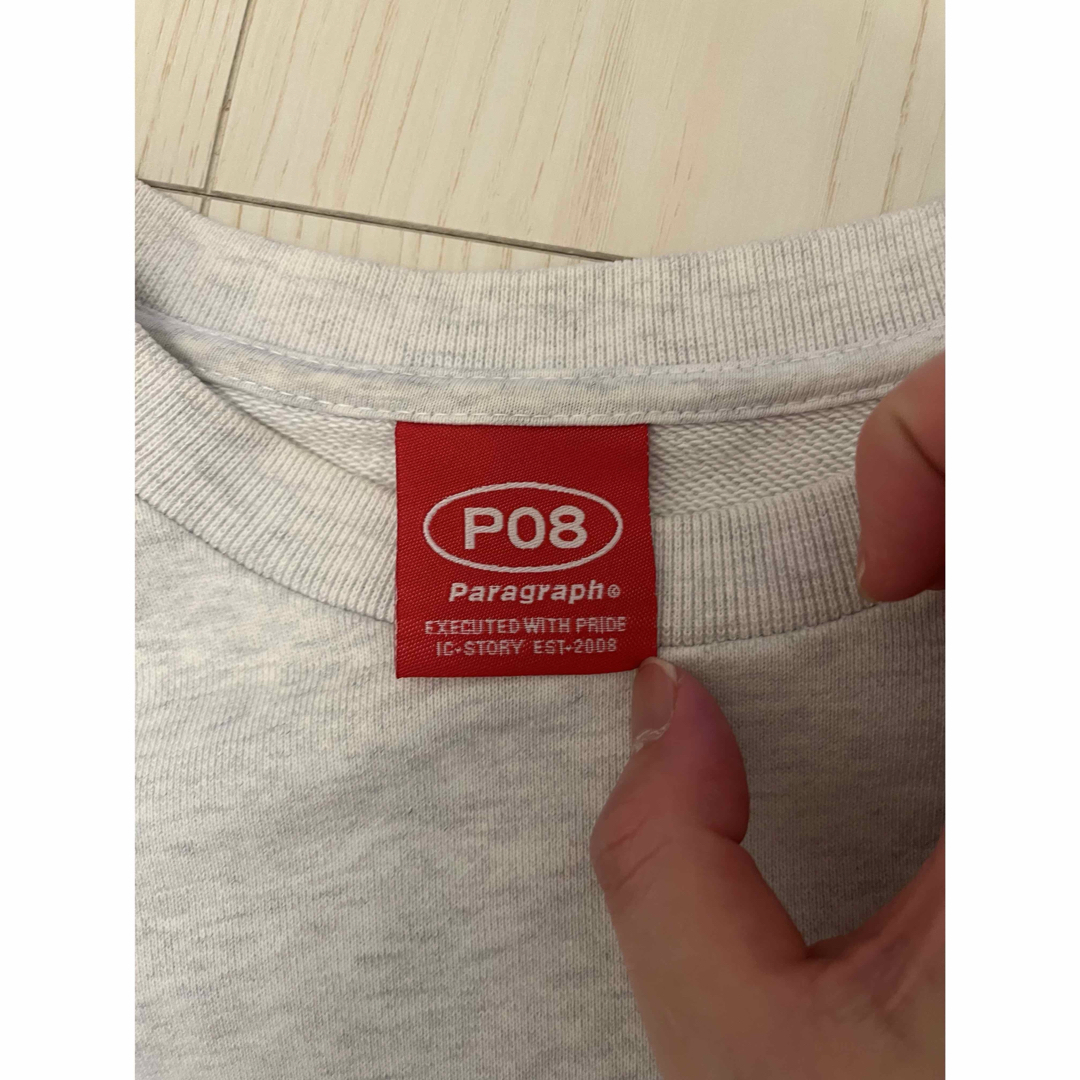 P08
Paragraph©
EXECUTED WITH PRIDE
IC-STORY EST-2008